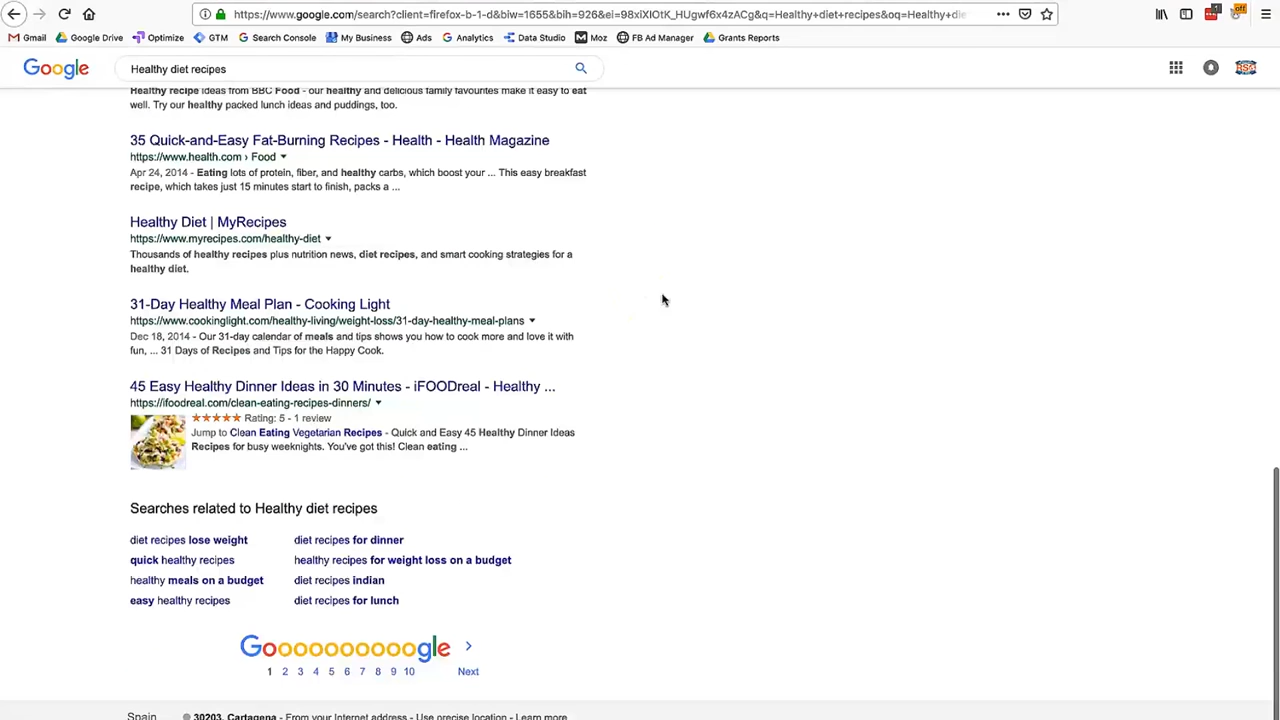 https://www.google.com/search?client=firefox-b-1-d&biw=1655&bih=926&ei=98xiXIOtK_HUgwf6x4zACg&q=Healthy+diet+recipes&oq=Healthy+die
Gmail Google Drive Optimize GTM Search Console My Business Ads Analytics Data Studio Moz FB Ad Manager Grants Reports
Google Healthy diet recipes
Healthy recipe ideas from BBC Food - our healthy and delicious family favourites make it easy to eat
well. Try our healthy packed lunch ideas and puddings, too.
35 Quick-and-Easy Fat-Burning Recipes - Health - Health Magazine
https://www.health.com › Food
Apr 24, 2014 - Eating lots of protein, fiber, and healthy carbs, which boost your ... This easy breakfast
recipe, which takes just 15 minutes start to finish, packs a ...
Healthy Diet | MyRecipes
https://www.myrecipes.com/healthy-diet
Thousands of healthy recipes plus nutrition news, diet recipes, and smart cooking strategies for a
healthy diet.
31-Day Healthy Meal Plan - Cooking Light
https://www.cookinglight.com/healthy-living/weight-loss/31-day-healthy-meal-plans
Dec 18, 2014 - Our 31-day calendar of meals and tips shows you how to cook more and love it with
fun, ... 31 Days of Recipes and Tips for the Happy Cook.
45 Easy Healthy Dinner Ideas in 30 Minutes - iFOODreal - Healthy ...
https://ifoodreal.com/clean-eating-recipes-dinners/
Rating: 5 - 1 review
Jump to Clean Eating Vegetarian Recipes - Quick and Easy 45 Healthy Dinner Ideas
Recipes for busy weeknights. You've got this! Clean eating ...
Searches related to Healthy diet recipes
diet recipes lose weight diet recipes for dinner
quick healthy recipes healthy recipes for weight loss on a budget
healthy meals on a budget diet recipes indian
easy healthy recipes diet recipes for lunch
Goooooooooogle
1 2 3 4 5 6 7 8 9 10 Next
Spain 30203, Cartagena - From your Internet address - Use precise location - Learn more